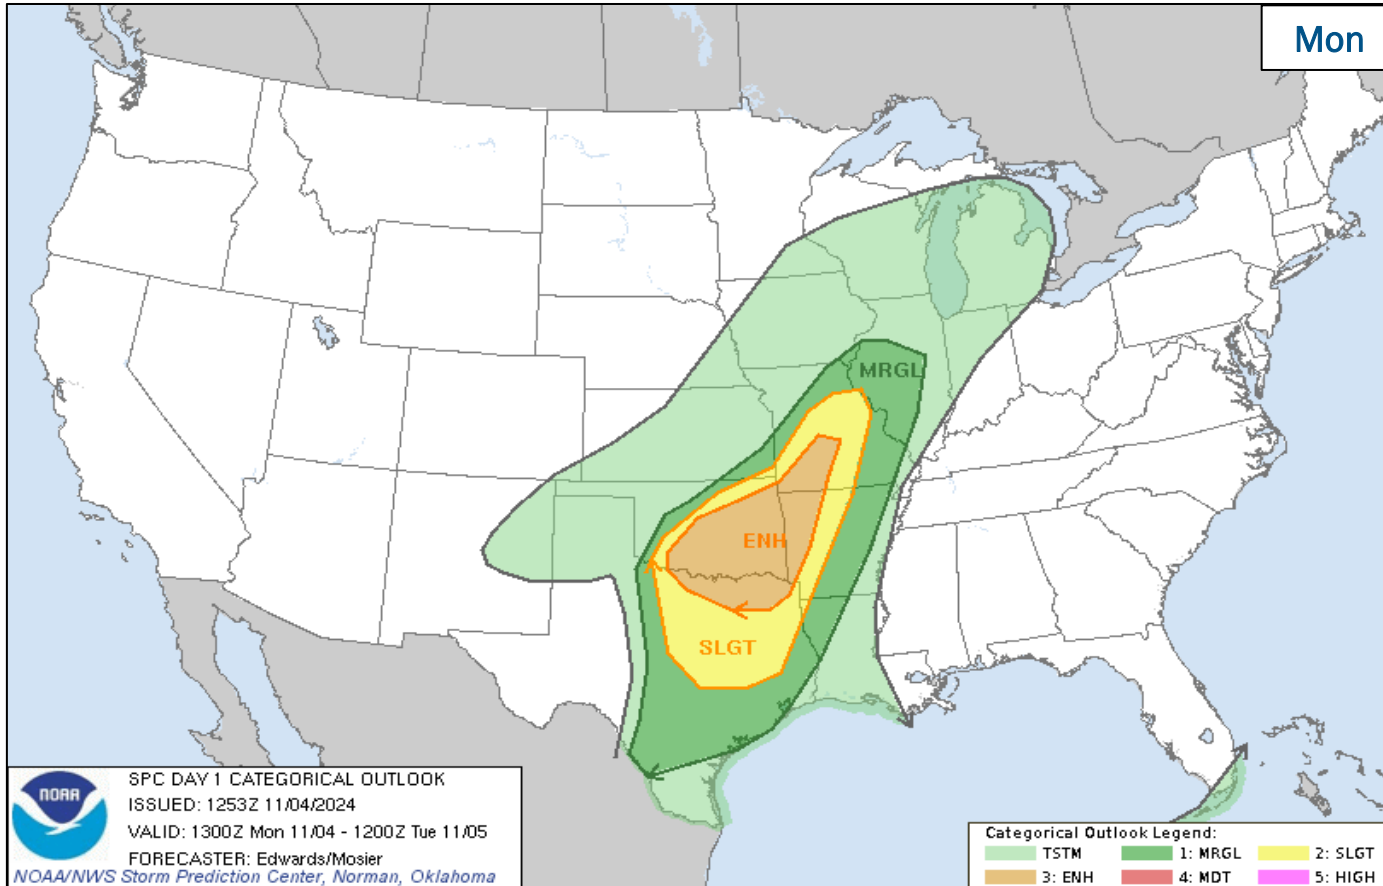 Mon
MRGL
ENH
SLGT
NOAA
SPC DAY 1 CATEGORICAL OUTLOOK
ISSUED: 1253Z 11/04/2024
VALID: 1300Z Mon 11/04 - 1200Z Tue 11/05
FORECASTER: Edwards/Mosier
NOAA/NWS Storm Prediction Center, Norman, Oklahoma
Categorical Outlook Legend:
TSTM 1: MRGL 2: SLGT
3: ENH 4: MDT 5: HIGH